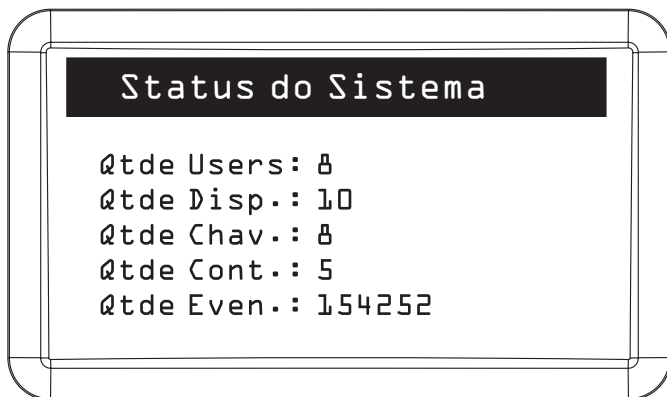 Status do Sistema
Qtde Users: 8
Qtde Disp.: 10
Qtde Chav.: 8
Qtde Cont.: 5
Qtde Even.: 154252